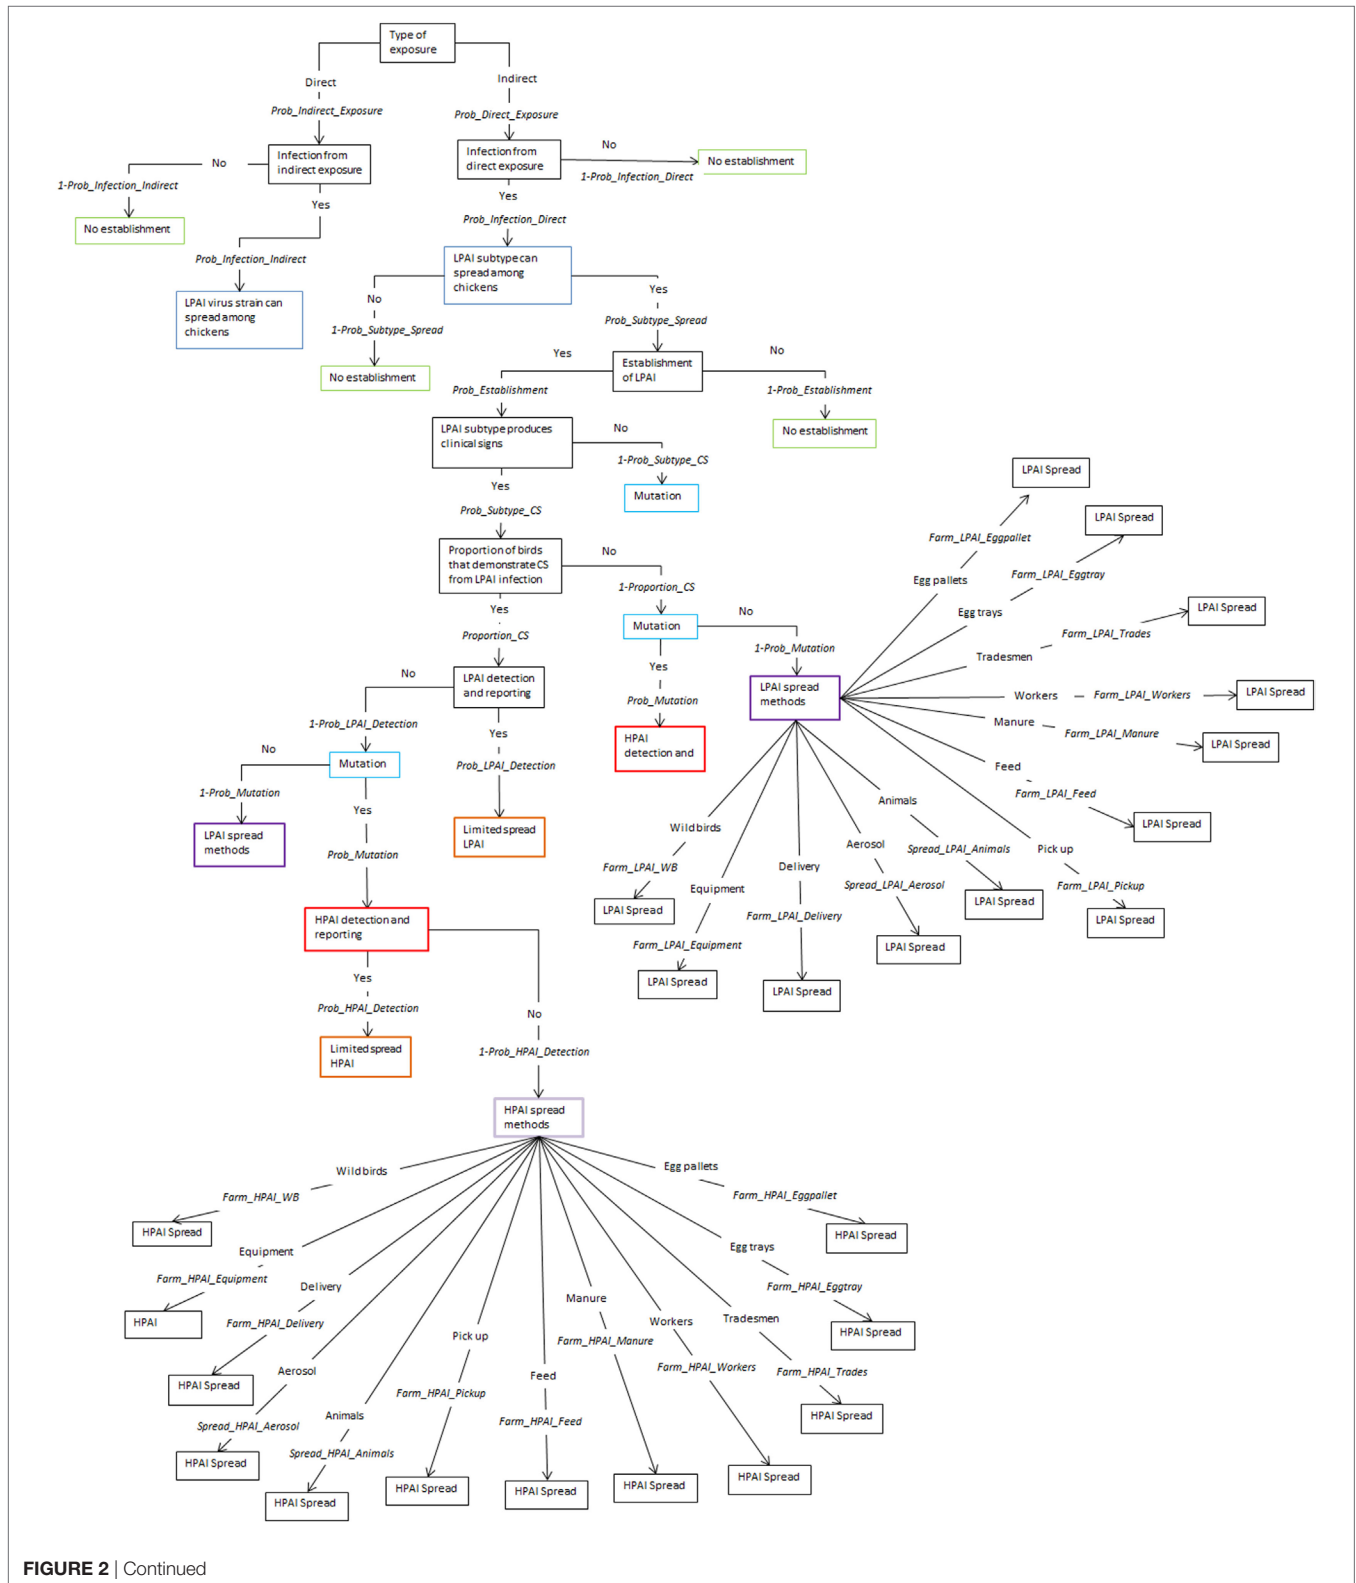 Type of
exposure
Direct
Indirect
Prob_Indirect_Exposure
Prob_Direct_Exposure
Infection from
indirect exposure
Infection from
direct exposure
No
No
No establishment
1-Prob_Infection_Direct
1-Prob_Infection_Indirect
Yes
Yes
No establishment
Prob_Infection_Direct
Prob_Infection_Indirect
LPAI subtype can
spread among
chickens
LPAI virus strain can
spread among
chickens
No
Yes
1-Prob_Subtype_Spread
Prob_Subtype_Spread
No establishment
Yes
Establishment
of LPAI
No
Prob_Establishment
1-Prob_Establishment
LPAI subtype produces
clinical signs
No
No establishment
1-Prob_Subtype_CS
Yes
Mutation
Prob_Subtype_CS
Proportion of birds
that demonstrate CS
from LPAI infection
No
1-Proportion_CS
Yes
Mutation
No
Proportion_CS
1-Prob_Mutation
Yes
No
LPAI detection
and reporting
LPAI spread
methods
Prob_Mutation
1-Prob_LPAI_Detection
Yes
HPAI
detection and
No
Mutation
Prob_LPAI_Detection
1-Prob_Mutation
Yes
LPAI spread
methods
Limited spread
LPAI
Prob_Mutation
HPAI detection and
reporting
Yes
Prob_HPAI_Detection
No
Limited spread
HPAI
1-Prob_HPAI_Detection
LPAI Spread
Farm_LPAI_Eggpallet
Egg pallets
LPAI Spread
Farm_LPAI_Eggtray
Egg trays
LPAI Spread
Farm_LPAI_Trades
Tradesmen
Workers
Farm_LPAI_Workers
LPAI Spread
Manure
Farm_LPAI_Manure
LPAI Spread
Feed
Farm_LPAI_Feed
LPAI Spread
Animals
Spread_LPAI_Animals
LPAI Spread
Pick up
Farm_LPAI_Pickup
LPAI Spread
Wild birds
Farm_LPAI_WB
LPAI Spread
Equipment
Farm_LPAI_Equipment
LPAI Spread
Delivery
Farm_LPAI_Delivery
LPAI Spread
Aerosol
Spread_LPAI_Aerosol
LPAI Spread
HPAI spread
methods
Wild birds
Farm_HPAI_WB
HPAI Spread
Equipment
Farm_HPAI_Equipment
HPAI
Delivery
Farm_HPAI_Delivery
HPAI Spread
Aerosol
Spread_HPAI_Aerosol
HPAI Spread
Animals
Spread_HPAI_Animals
HPAI Spread
Pick up
Farm_HPAI_Pickup
HPAI Spread
Feed
Farm_HPAI_Feed
HPAI Spread
Manure
Farm_HPAI_Manure
HPAI Spread
Workers
Farm_HPAI_Workers
HPAI Spread
Tradesmen
Farm_HPAI_Trades
HPAI Spread
Egg trays
Farm_HPAI_Eggtray
HPAI Spread
Egg pallets
Farm_HPAI_Eggpallet
HPAI Spread
FIGURE 2 | Continued